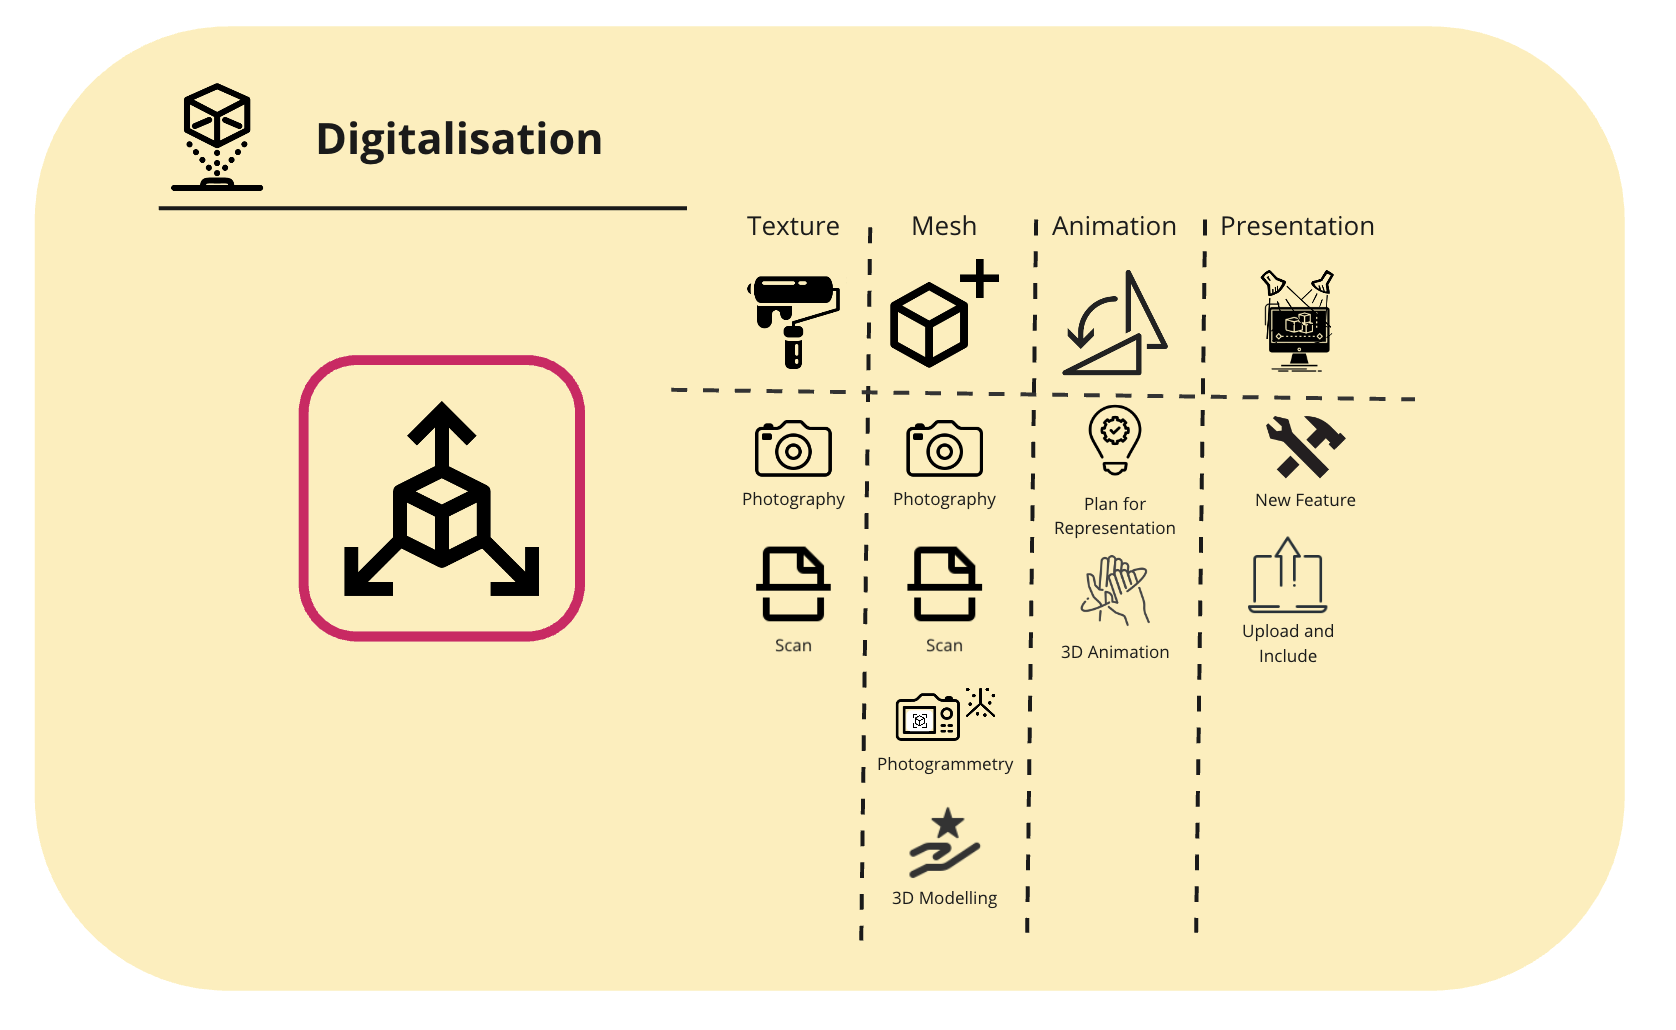 Digitalisation
Texture
Mesh
Animation
Presentation
Photography
Photography
Plan for
Representation
New Feature
Scan
Scan
3D Animation
Upload and
Include
Photogrammetry
3D Modelling